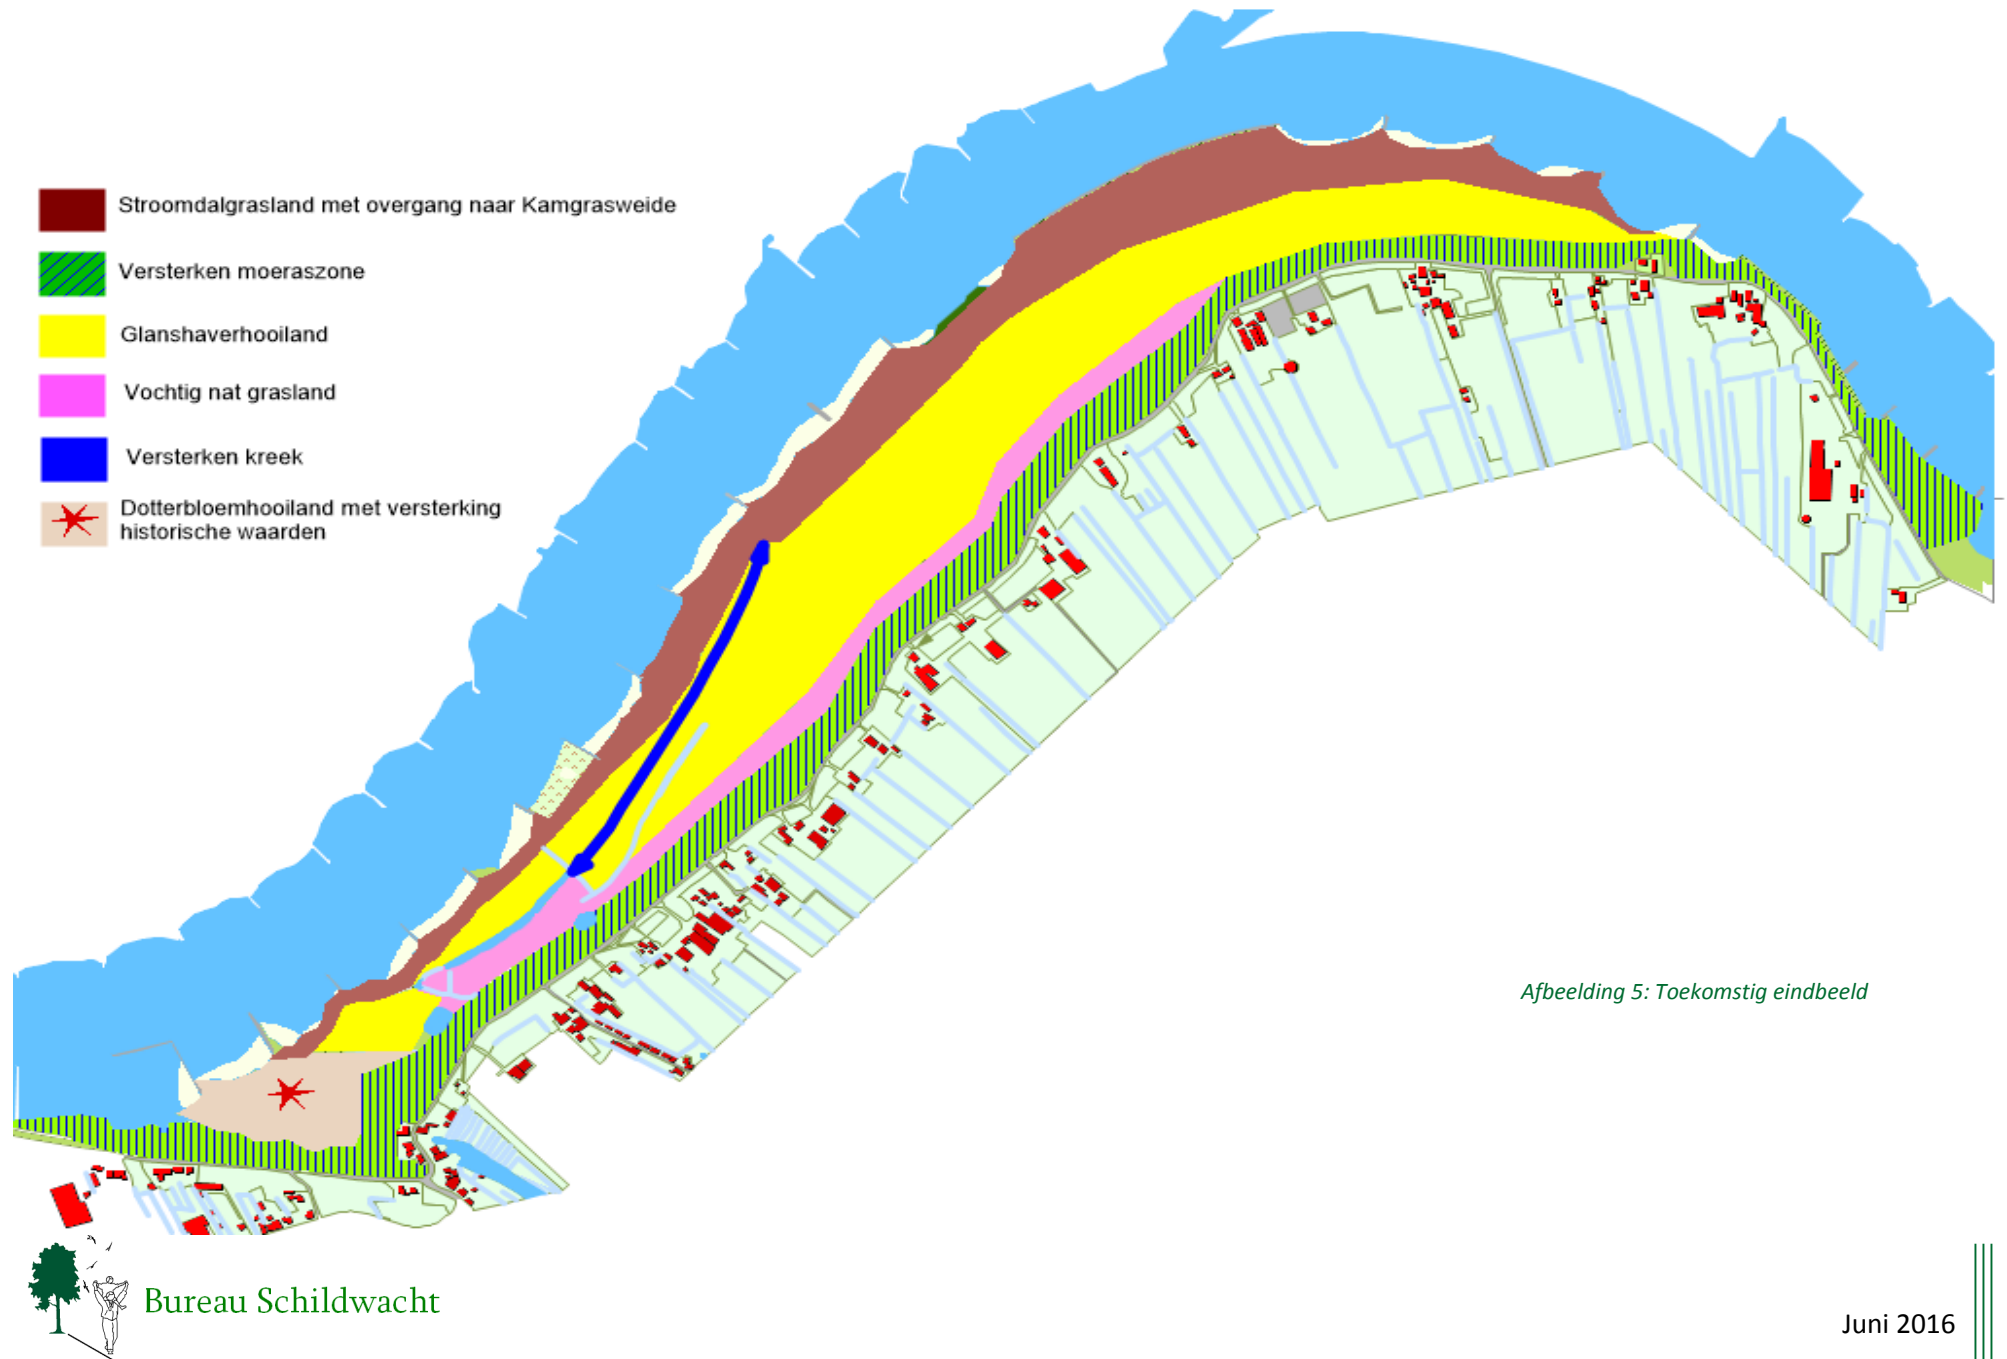 Stroomdalgrasland met overgang naar Kamgrasweide
Versterken moeraszone
Glanshaverhooiland
Vochtig nat grasland
Versterken kreek
Dotterbloemhooiland met versterking
historische waarden
Afbeelding 5: Toekomstig eindbeeld
Bureau Schildwacht
Juni 2016